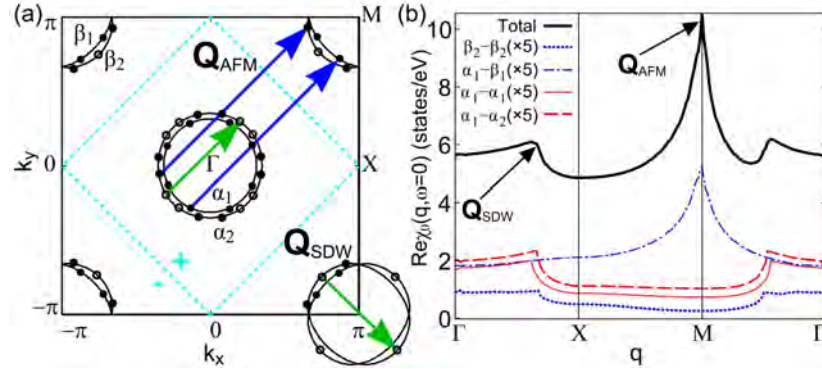 (a)
π
M
β₁
β₂
Q_AFM
k_y
0
Γ
X
α₁
α₂
Q_SDW
+
-
-π
-π
0
π
k_x
(b)
10
8
6
4
2
0
Reχ₀(q,ω=0) (states/eV)
Total
β₂−β₂(×5)
α₁−β₁(×5)
α₁−α₁(×5)
α₁−α₂(×5)
Q_AFM
Q_SDW
Γ
X
M
Γ
q